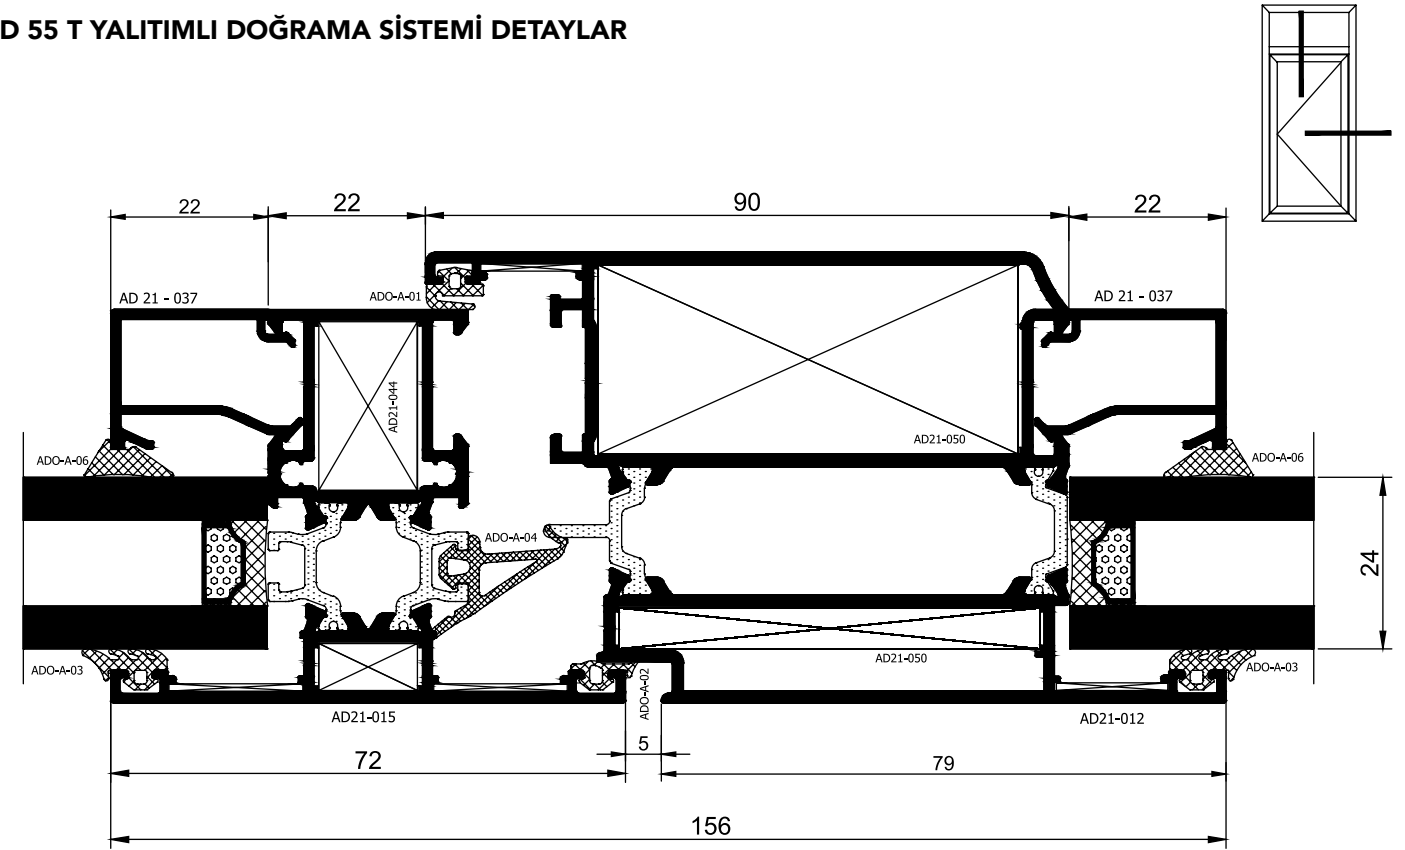 D 55 T YALITIMLI DOĞRAMA SİSTEMİ DETAYLAR
22
22
90
22
AD 21 - 037
ADO-A-01
AD 21 - 037
AD21-044
AD21-050
ADO-A-06
ADO-A-06
ADO-A-04
24
ADO-A-03
AD21-050
ADO-A-03
ADO-A-02
AD21-015
AD21-012
72
5
79
156